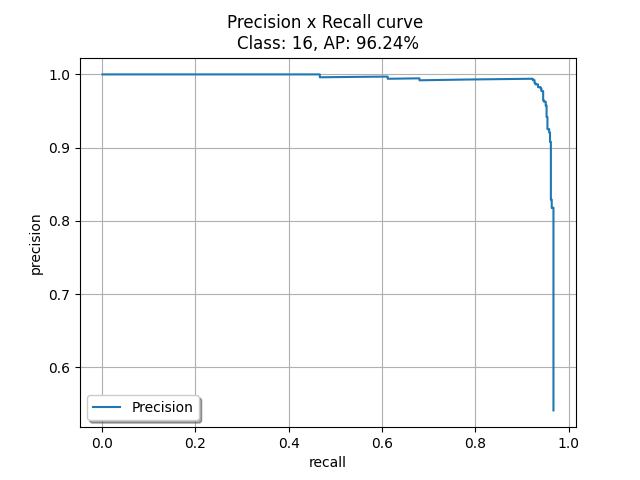 Precision x Recall curve
Class: 16, AP: 96.24%
1.0
0.9
0.8
0.7
0.6
precision
Precision
0.0 0.2 0.4 0.6 0.8 1.0
recall